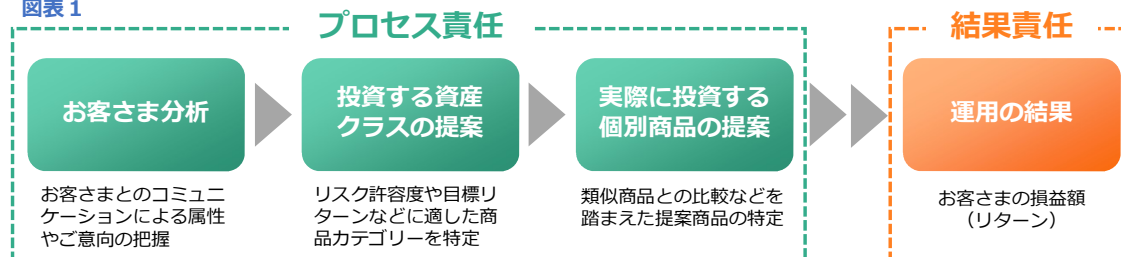 図表1
プロセス責任
結果責任
お客さま分析
投資する資産
クラスの提案
実際に投資する
個別商品の提案
運用の結果
お客さまとのコミュニ
ケーションによる属性
やご意向の把握
リスク許容度や目標リ
ターンなどに適した商
品カテゴリーを特定
類似商品との比較などを
踏まえた提案商品の特定
お客さまの損益額
（リターン）